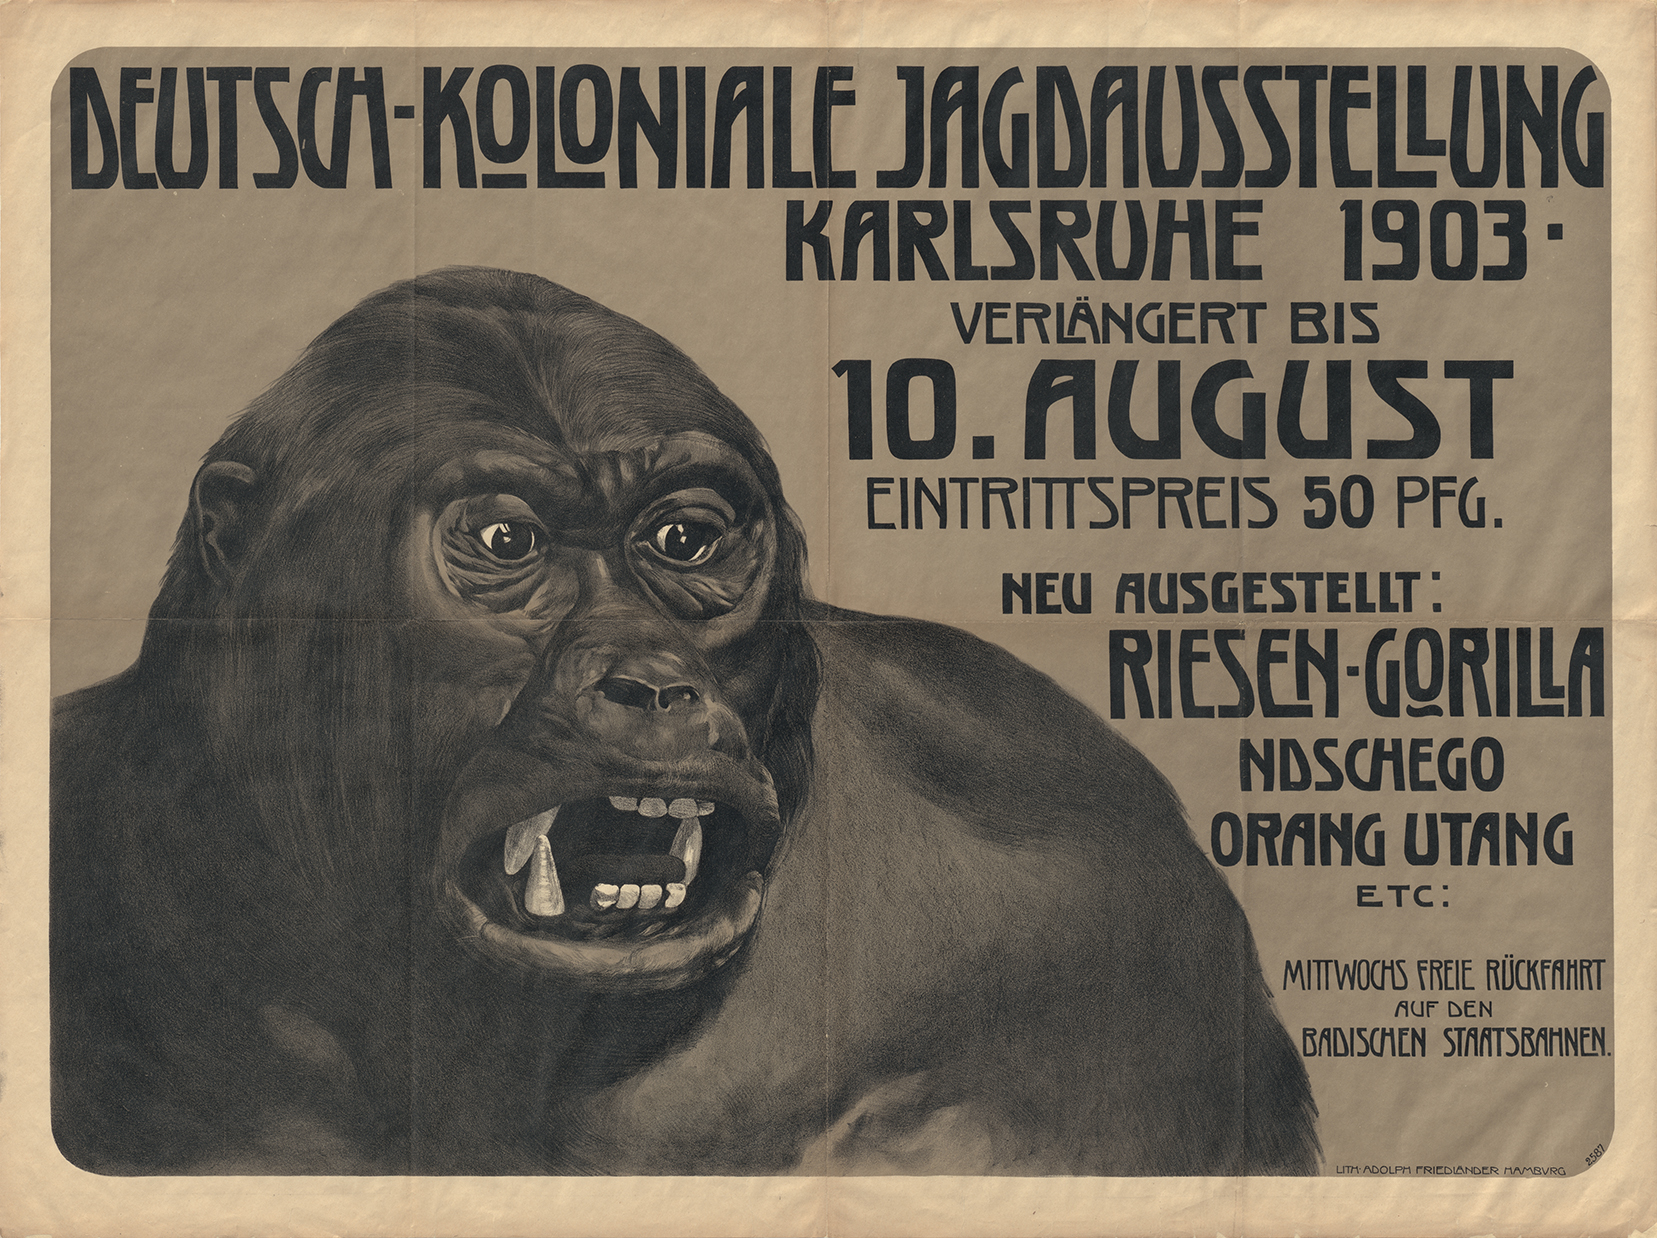 DEUTSCH-KOLONIALE JAGDAUSSTELLUNG
KARLSRUHE 1903·
VERLÄNGERT BIS
10. AUGUST
EINTRITTSPREIS 50 PFG.
NEU AUSGESTELLT:
RIESEN-GORILLA
NDSCHEGO
ORANG UTANG
ETC:
MITTWOCHS FREIE RÜCKFAHRT
AUF DEN
BADISCHEN STAATSBAHNEN.
LITH·ADOLPH FRIEDLÄNDER HAMBVRG
2587